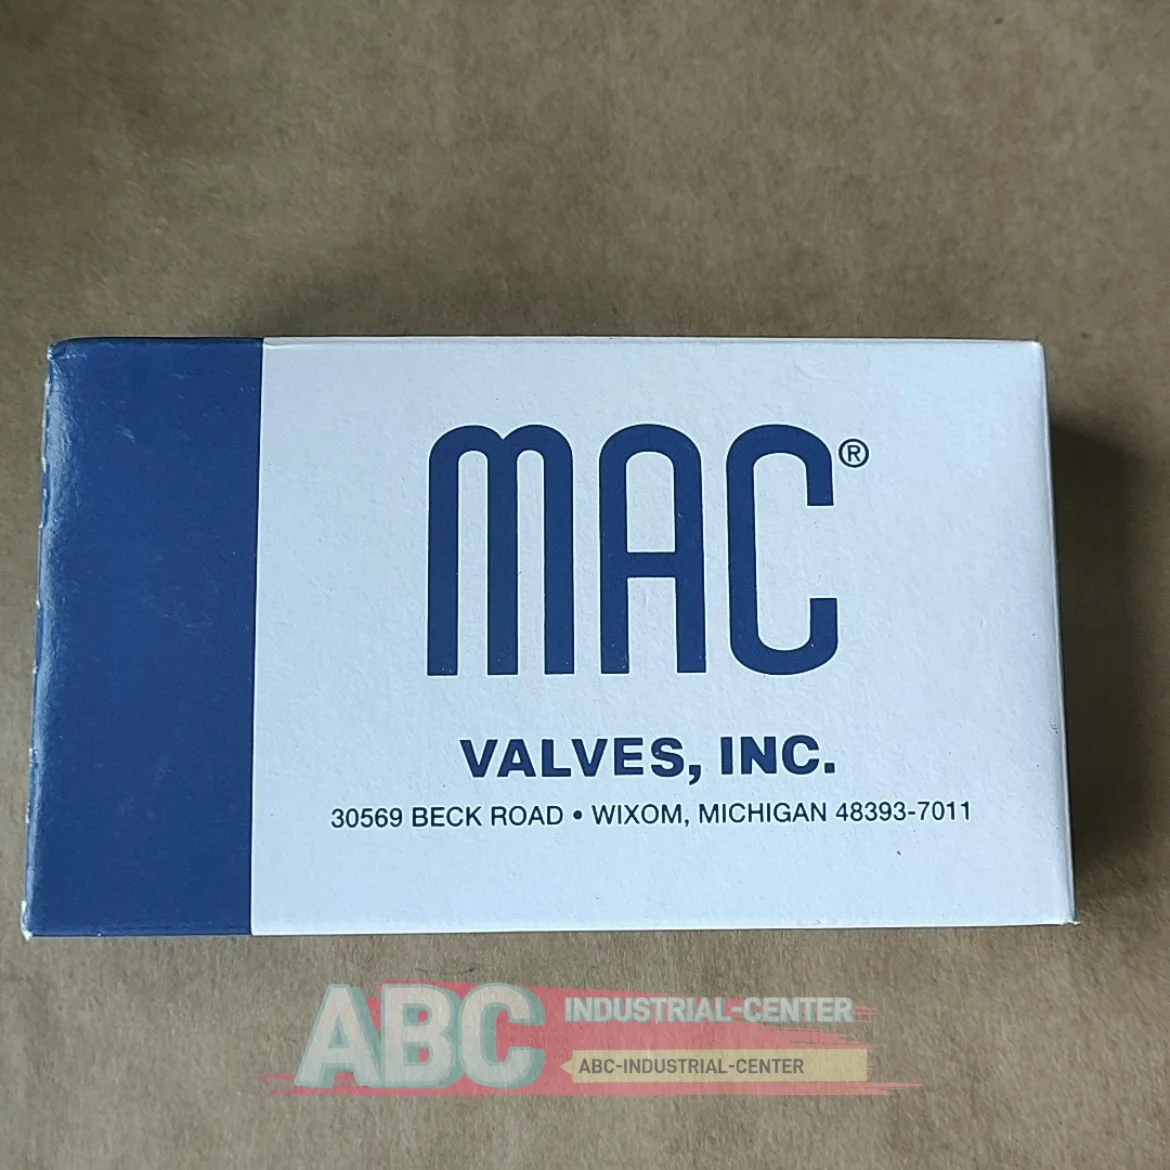 MAC®
VALVES, INC.
30569 BECK ROAD • WIXOM, MICHIGAN 48393-7011
ABC INDUSTRIAL-CENTER
ABC-INDUSTRIAL-CENTER